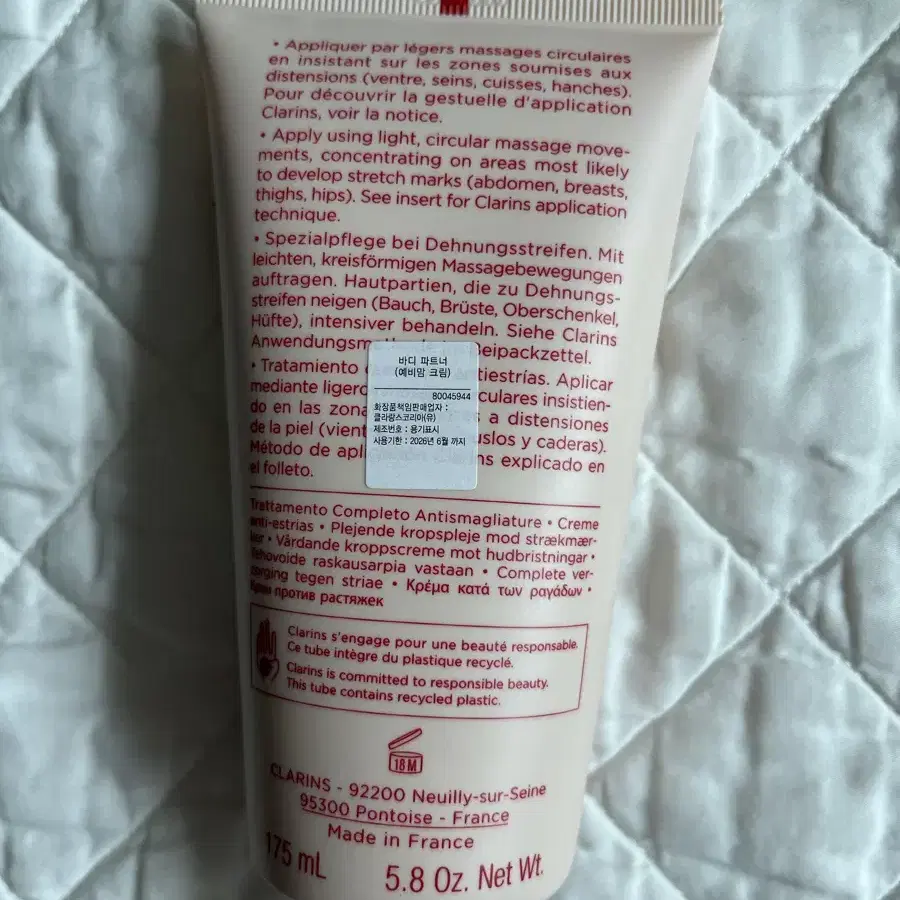 • Appliquer par légers massages circulaires
en insistant sur les zones soumises aux
distensions (ventre, seins, cuisses, hanches).
Pour découvrir la gestuelle d'application
Clarins, voir la notice.
• Apply using light, circular massage move-
ments, concentrating on areas most likely
to develop stretch marks (abdomen, breasts,
thighs, hips). See insert for Clarins application
technique.
• Spezialpflege bei Dehnungsstreifen. Mit
leichten, kreisförmigen Massagebewegungen
auftragen. Hautpartien, die zu Dehnungs-
streifen neigen (Bauch, Brüste, Oberschenkel,
Hüfte), intensiver behandeln. Siehe Clarins
Beipackzettel.
• Tratamiento Aplicar
mediante insistien-
do en las a distensiones
de la piel y caderas).
Método de explicado en
el folleto.
바디 파트너
(예비맘 크림)
80045944
화장품책임판매업자 :
클라랑스코리아(유)
제조번호 : 용기표시
사용기한 : 2026년 6월 까지
Trattamento Completo Antismagliature • Creme
anti-estrias • Plejende kropspleje mod strækmær-
ker • Vårdande kroppscreme mot hudbristningar •
raskausarpia vastaan • Complete ver-
zorging tegen striae • Κρέμα κατά των ραγάδων •
против растяжек
Clarins s'engage pour une beauté responsable.
Ce tube intègre du plastique recyclé.
Clarins is committed to responsible beauty.
This tube contains recycled plastic.
18 M
CLARINS - 92200 Neuilly-sur-Seine
95300 Pontoise - France
Made in France
175 mL 5.8 Oz. Net Wt.